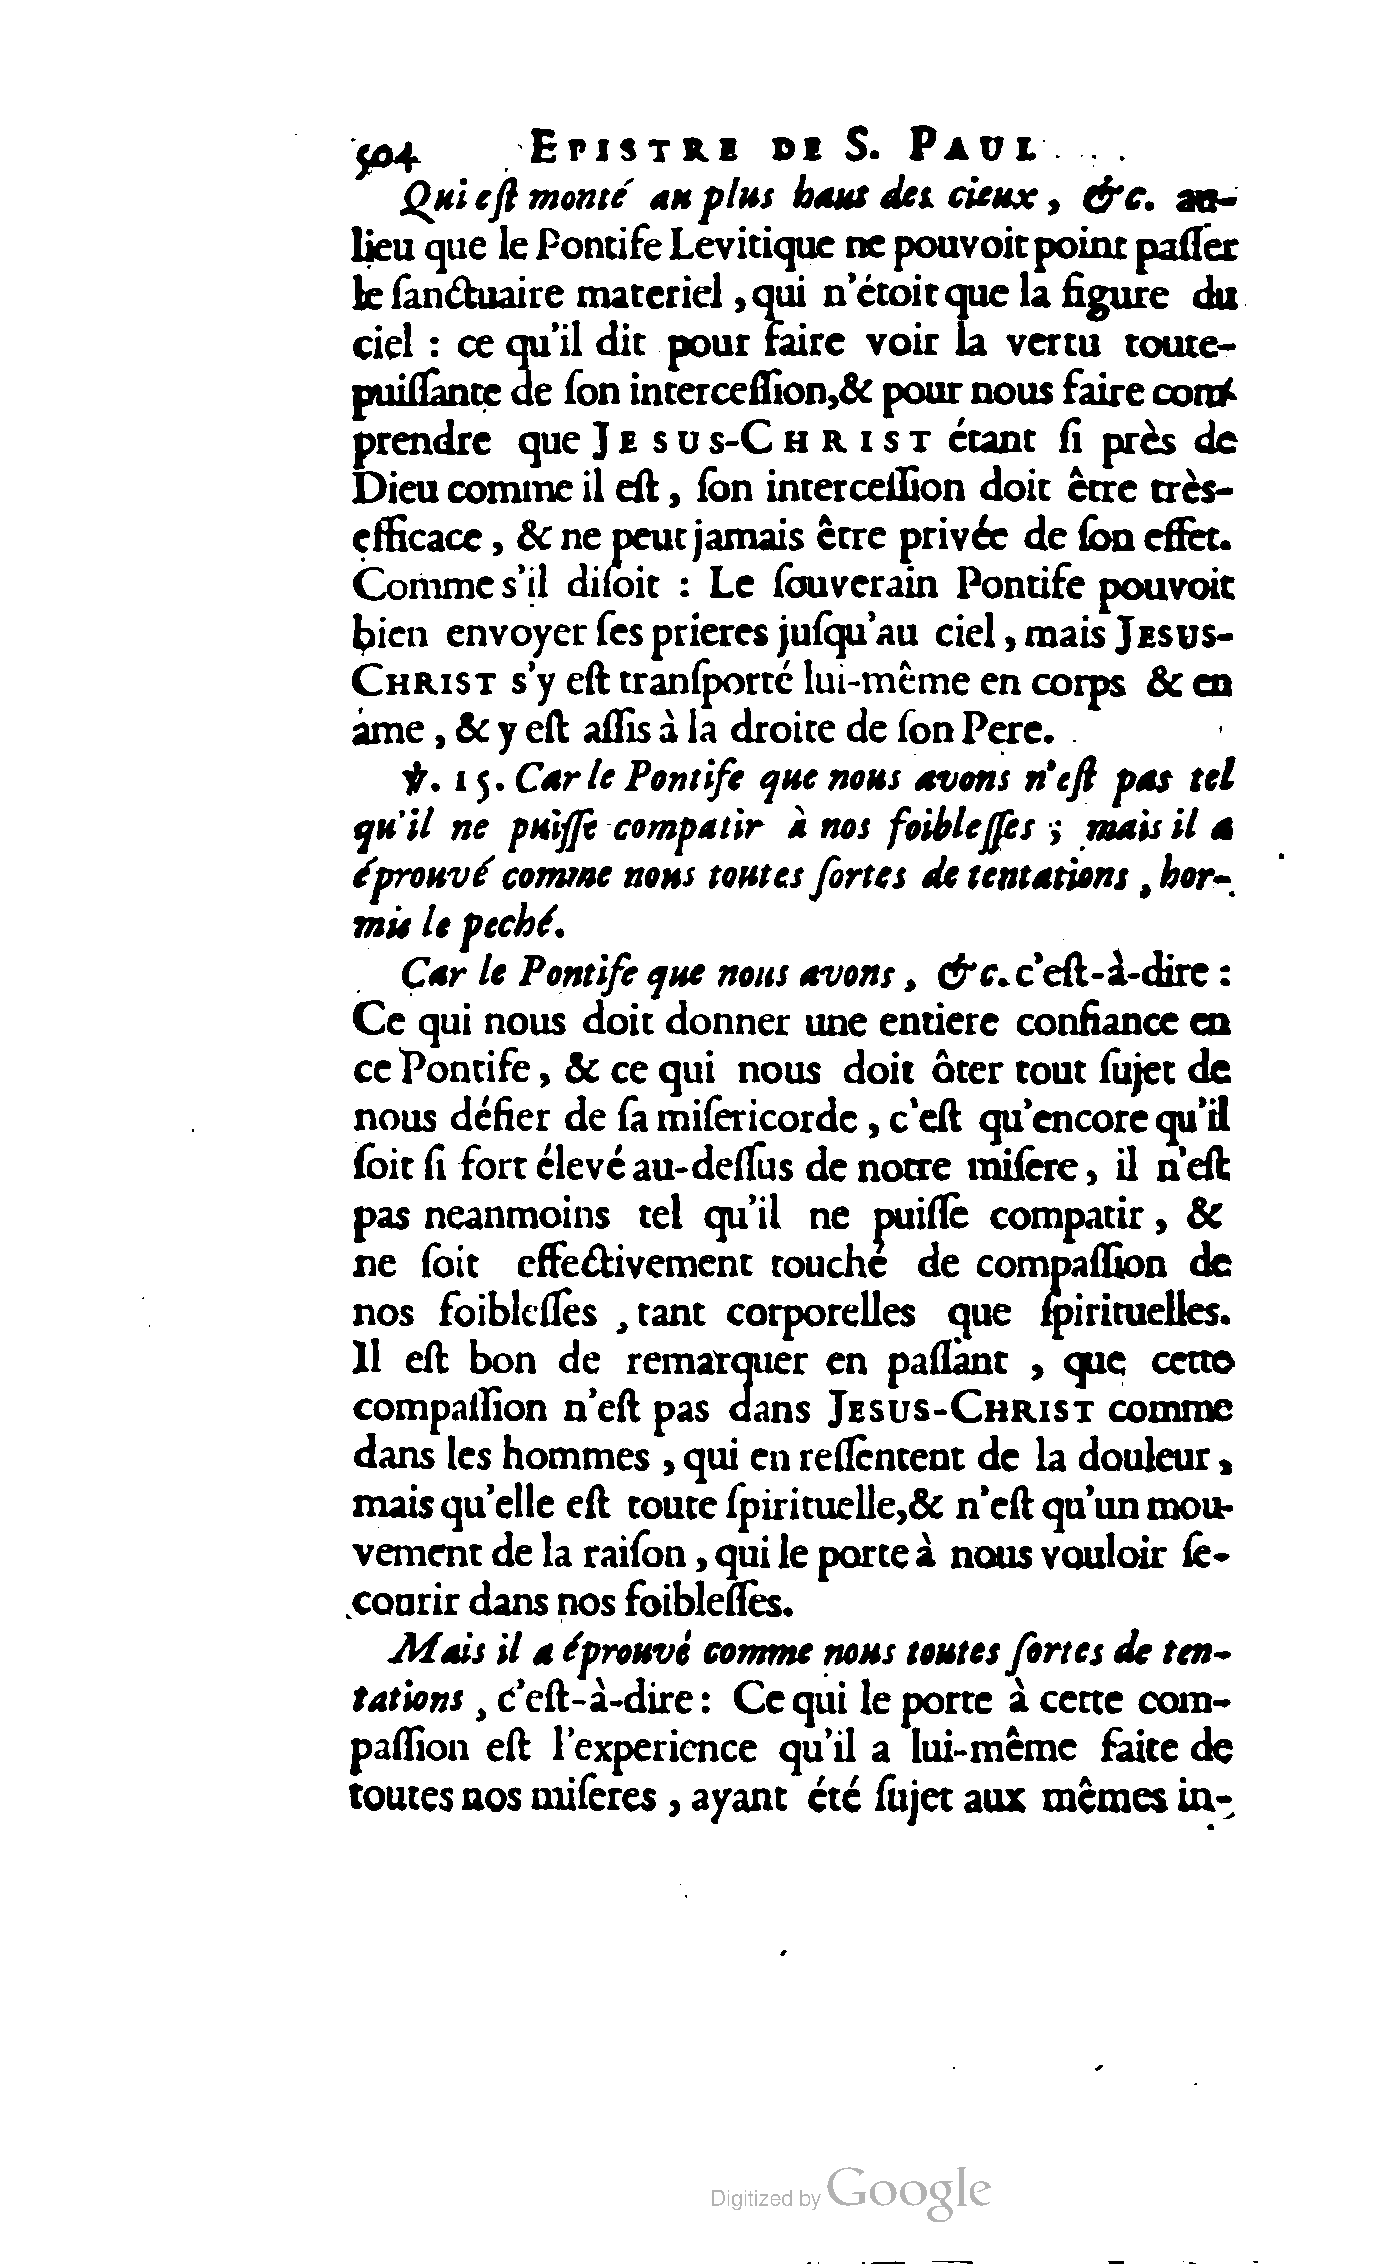 504 EPISTRE DE S. PAUL
Qui eſt monté au plus haut des cieux, &c. au-
lieu que le Pontife Levitique ne pouvoit point paſſer
le ſanctuaire materiel, qui n'étoit que la figure du
ciel : ce qu'il dit pour faire voir la vertu toute-
puiſſante de ſon interceſſion, & pour nous faire com-
prendre que JESUS-CHRIST étant ſi près de
Dieu comme il eſt, ſon interceſſion doit être très-
efficace, & ne peut jamais être privée de ſon effet.
Comme s'il diſoit : Le ſouverain Pontife pouvoit
bien envoyer ſes prieres juſqu'au ciel, mais JESUS-
CHRIST s'y eſt tranſporté lui-même en corps & en
ame, & y eſt aſſis à la droite de ſon Pere.
℣. 15. Car le Pontife que nous avons n'eſt pas tel
qu'il ne puiſſe compatir à nos foibleſſes ; mais il a
éprouvé comme nous toutes ſortes de tentations, hor-
mis le peché.
Car le Pontife que nous avons, &c. c'eſt-à-dire :
Ce qui nous doit donner une entiere confiance en
ce Pontife, & ce qui nous doit ôter tout ſujet de
nous défier de ſa miſericorde, c'eſt qu'encore qu'il
ſoit ſi fort élevé au-deſſus de notre miſere, il n'eſt
pas neanmoins tel qu'il ne puiſſe compatir, &
ne ſoit effectivement touché de compaſſion de
nos foibleſſes, tant corporelles que ſpirituelles.
Il eſt bon de remarquer en paſſant, que cette
compaſſion n'eſt pas dans JESUS-CHRIST comme
dans les hommes, qui en reſſentent de la douleur,
mais qu'elle eſt toute ſpirituelle, & n'eſt qu'un mou-
vement de la raiſon, qui le porte à nous vouloir ſe-
courir dans nos foibleſſes.
Mais il a éprouvé comme nous toutes ſortes de ten-
tations, c'eſt-à-dire : Ce qui le porte à cette com-
paſſion eſt l'experience qu'il a lui-même faite de
toutes nos miſeres, ayant été ſujet aux mêmes in-
Digitized by Google